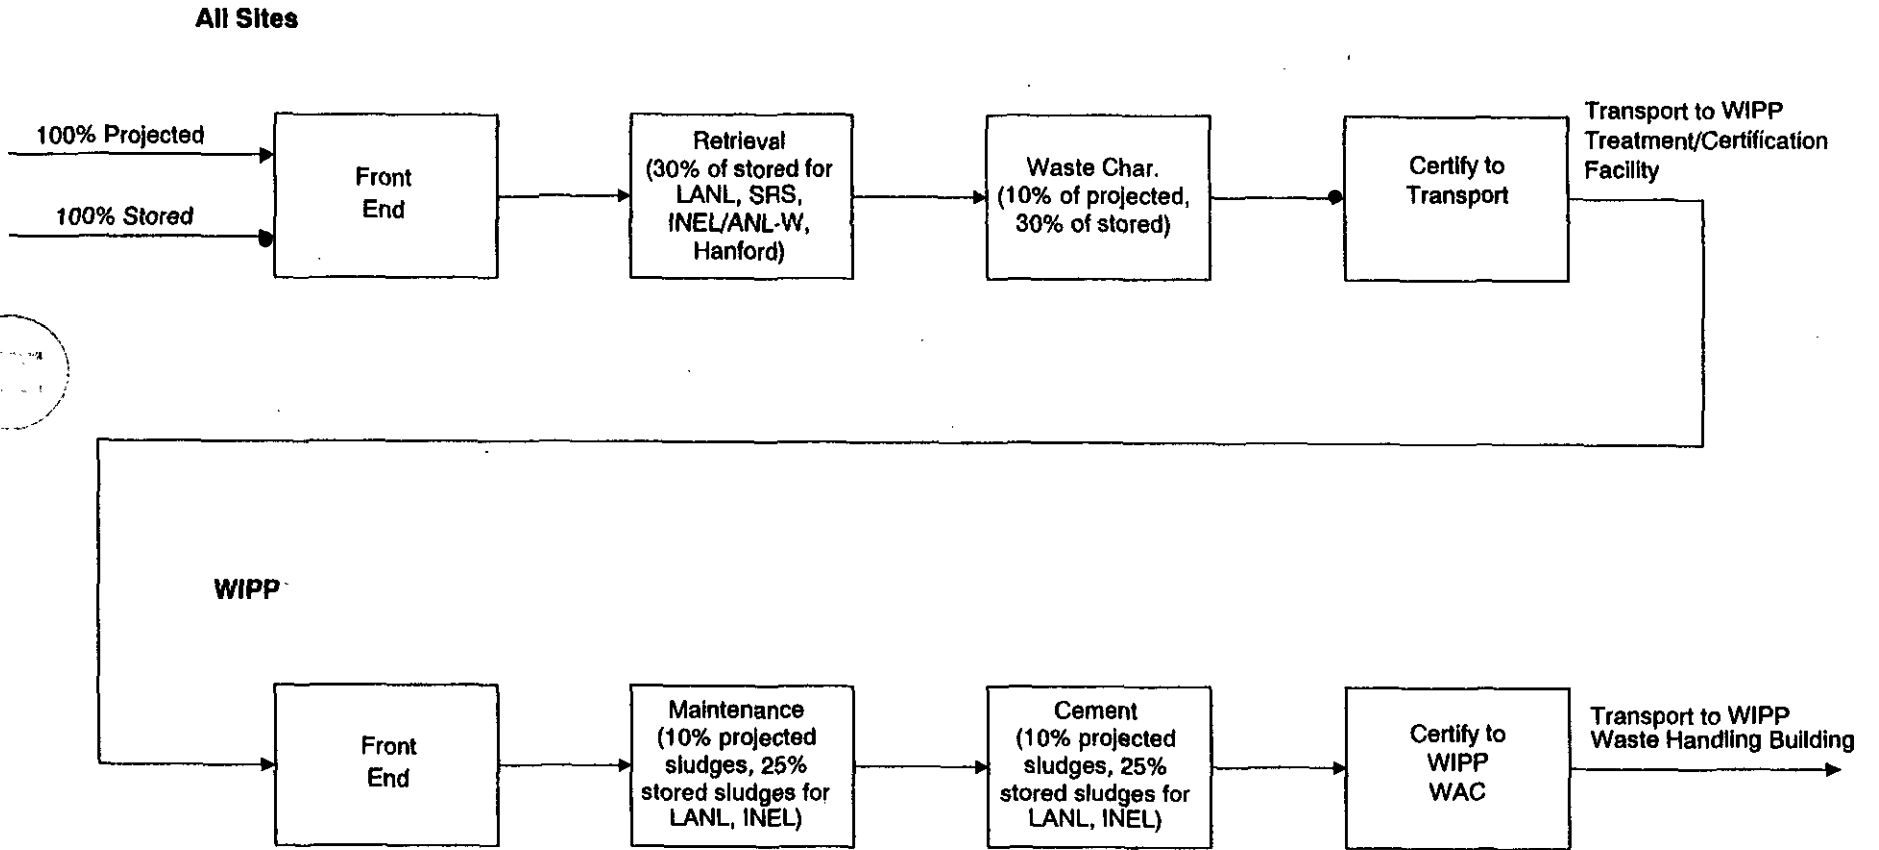 All Sites
100% Projected
100% Stored
Front
End
Retrieval
(30% of stored for
LANL, SRS,
INEL/ANL-W,
Hanford)
Waste Char.
(10% of projected,
30% of stored)
Certify to
Transport
Transport to WIPP
Treatment/Certification
Facility
WIPP
Front
End
Maintenance
(10% projected
sludges, 25%
stored sludges for
LANL, INEL)
Cement
(10% projected
sludges, 25%
stored sludges for
LANL, INEL)
Certify to
WIPP
WAC
Transport to WIPP
Waste Handling Building